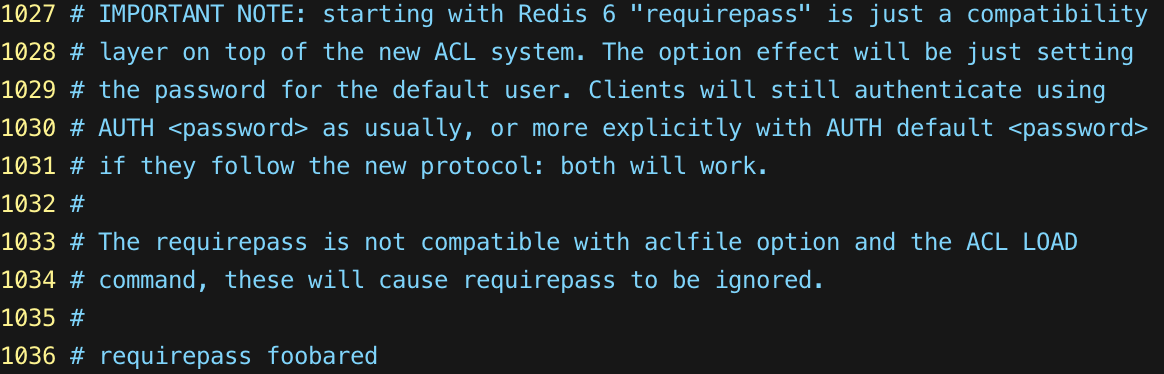 1027 # IMPORTANT NOTE: starting with Redis 6 "requirepass" is just a compatibility
1028 # layer on top of the new ACL system. The option effect will be just setting
1029 # the password for the default user. Clients will still authenticate using
1030 # AUTH <password> as usually, or more explicitly with AUTH default <password>
1031 # if they follow the new protocol: both will work.
1032 #
1033 # The requirepass is not compatible with aclfile option and the ACL LOAD
1034 # command, these will cause requirepass to be ignored.
1035 #
1036 # requirepass foobared